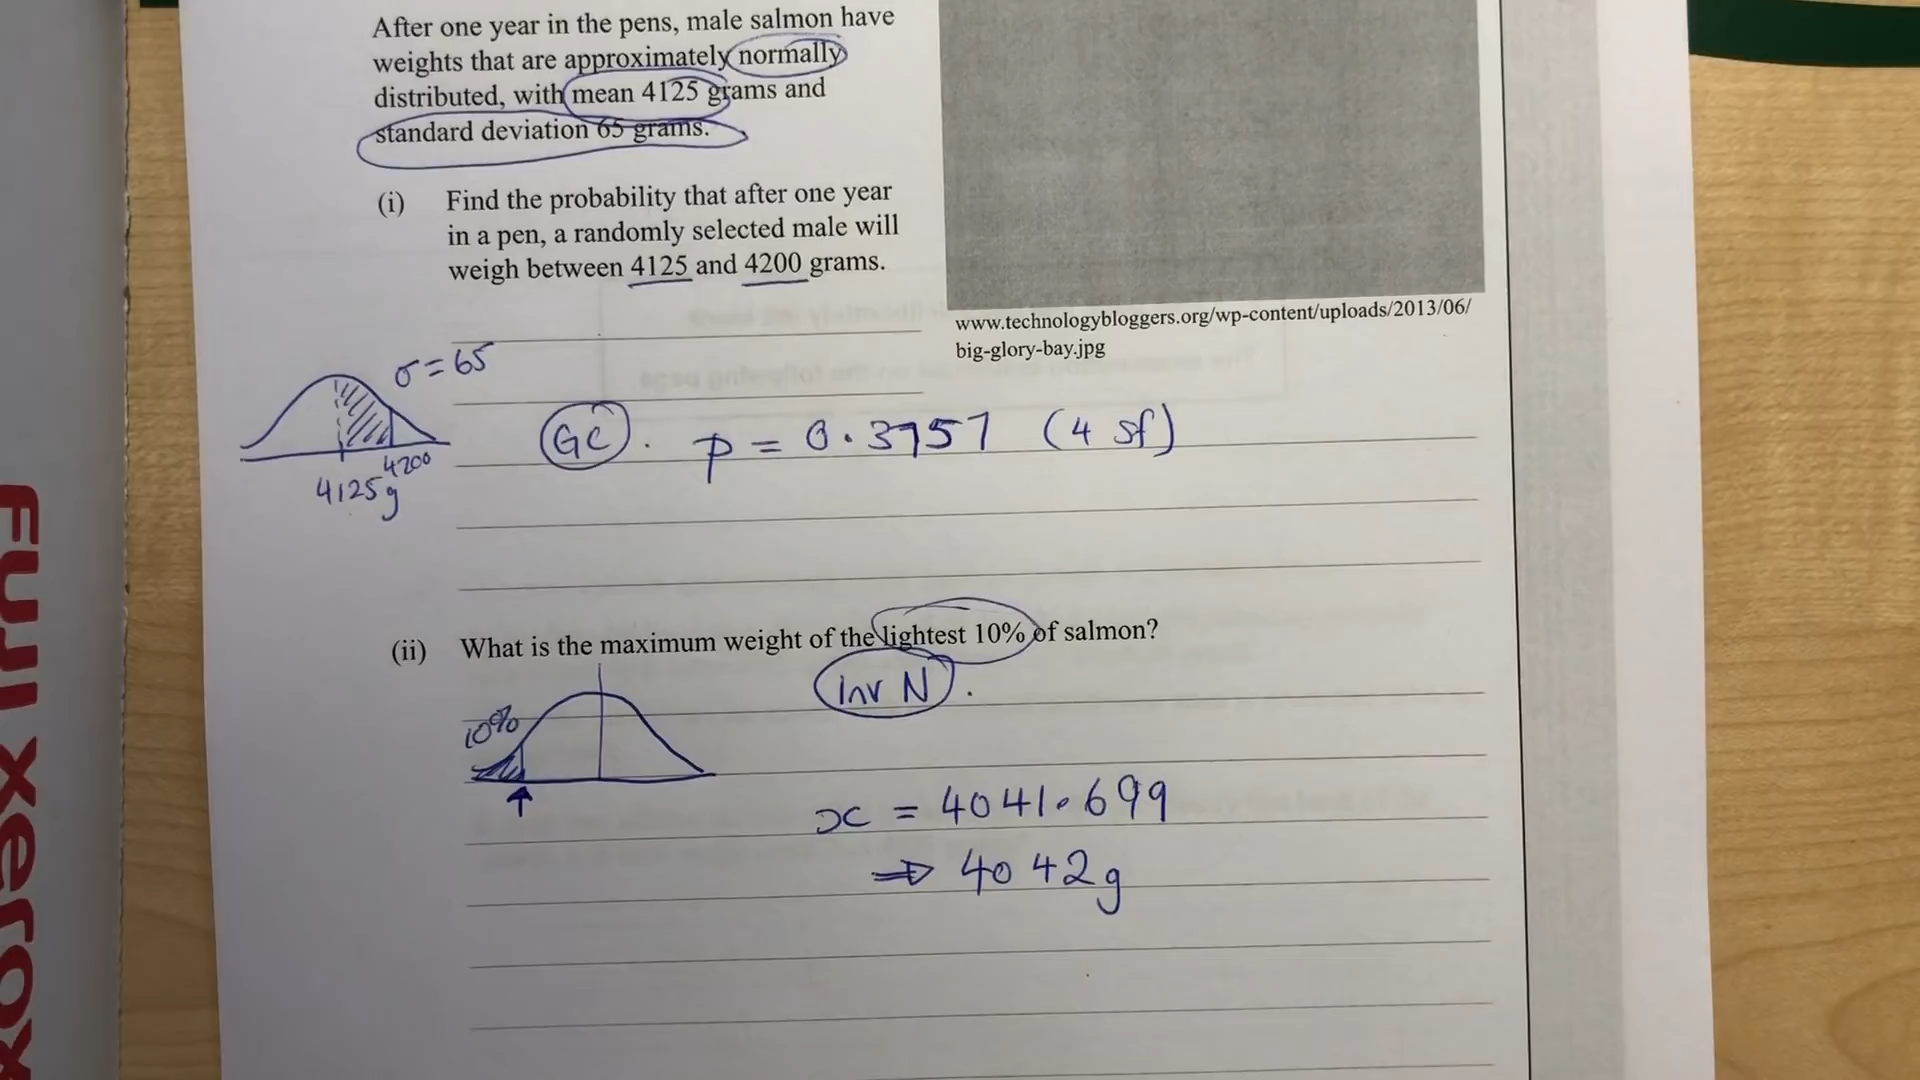 After one year in the pens, male salmon have
weights that are approximately normally
distributed, with mean 4125 grams and
standard deviation 65 grams.
(i) Find the probability that after one year
in a pen, a randomly selected male will
weigh between 4125 and 4200 grams.
www.technologybloggers.org/wp-content/uploads/2013/06/
big-glory-bay.jpg
σ = 65
GC. p = 0.3757 (4 sf)
4200
4125g
(ii) What is the maximum weight of the lightest 10% of salmon?
Inv N.
10%
x = 4041.699
⇒ 4042g
FUJI xerox